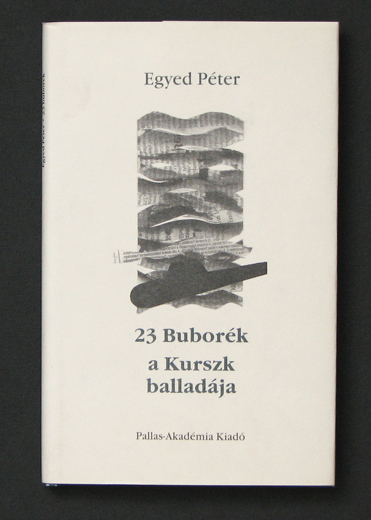 Egyed Péter
23 Buborék
a Kurszk
balladája
Pallas-Akadémia Kiadó